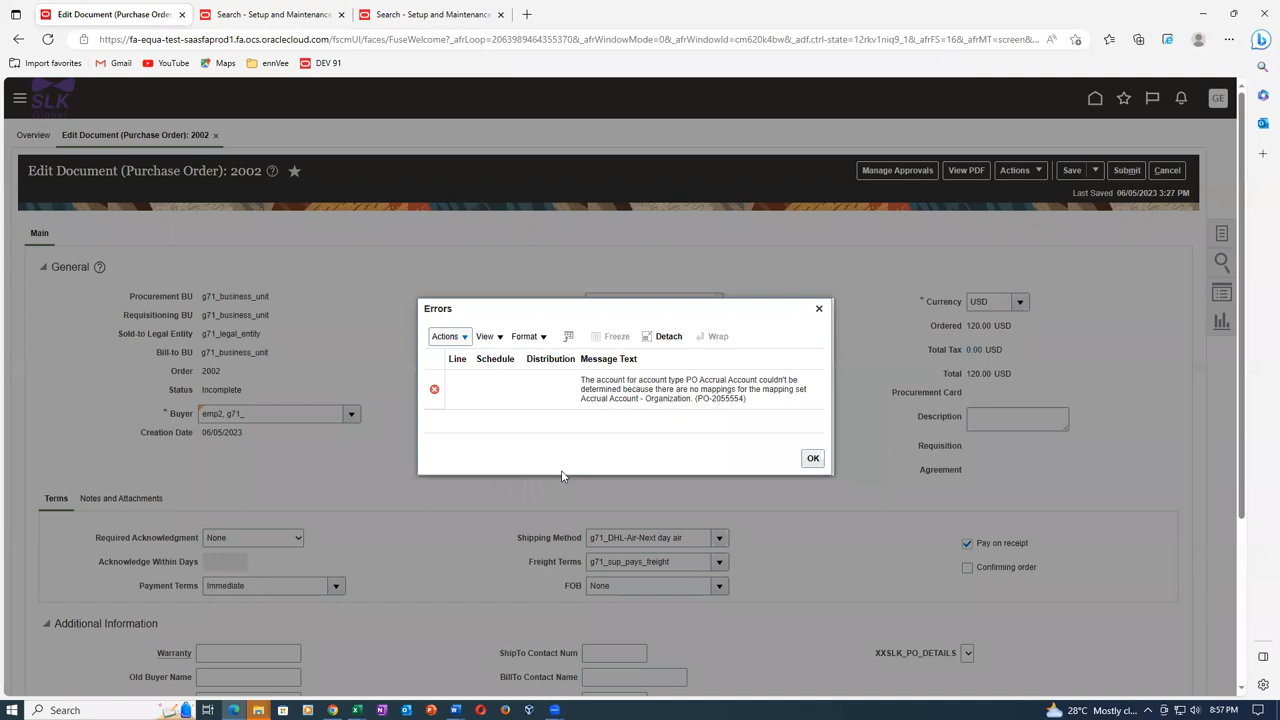 Edit Document (Purchase Order
Search - Setup and Maintenance
Search - Setup and Maintenance
https://fa-equa-test-saasfaprod1.fa.ocs.oraclecloud.com/fscmUI/faces/FuseWelcome?_afrLoop=2063989464355370&_afrWindowMode=0&_afrWindowId=cm620k4bw&_adf.ctrl-state=12rkv1niq9_1&_afrFS=16&_afrMT=screen&...
Import favorites Gmail YouTube Maps ennVee DEV 91
SLK
Global
GE
Overview Edit Document (Purchase Order): 2002
Edit Document (Purchase Order): 2002
Manage Approvals View PDF Actions Save Submit Cancel
Last Saved 06/05/2023 3:27 PM
Main
General
Procurement BU g71_business_unit
Requisitioning BU g71_business_unit
Sold-to Legal Entity g71_legal_entity
Bill-to BU g71_business_unit
Order 2002
Status Incomplete
* Buyer emp2, g71_
Creation Date 06/05/2023
* Currency USD
Ordered 120.00 USD
Total Tax 0.00 USD
Total 120.00 USD
Procurement Card
Description
Requisition
Agreement
Errors
Actions View Format Freeze Detach Wrap
Line Schedule Distribution Message Text
The account for account type PO Accrual Account couldn't be
determined because there are no mappings for the mapping set
Accrual Account - Organization. (PO-2055554)
OK
Terms Notes and Attachments
Required Acknowledgment None
Acknowledge Within Days
Payment Terms Immediate
Shipping Method g71_DHL-Air-Next day air
Freight Terms g71_sup_pays_freight
FOB None
Pay on receipt
Confirming order
Additional Information
Warranty ShipTo Contact Num XXSLK_PO_DETAILS
Old Buyer Name BillTo Contact Name
Search
28°C Mostly cl... 8:57 PM